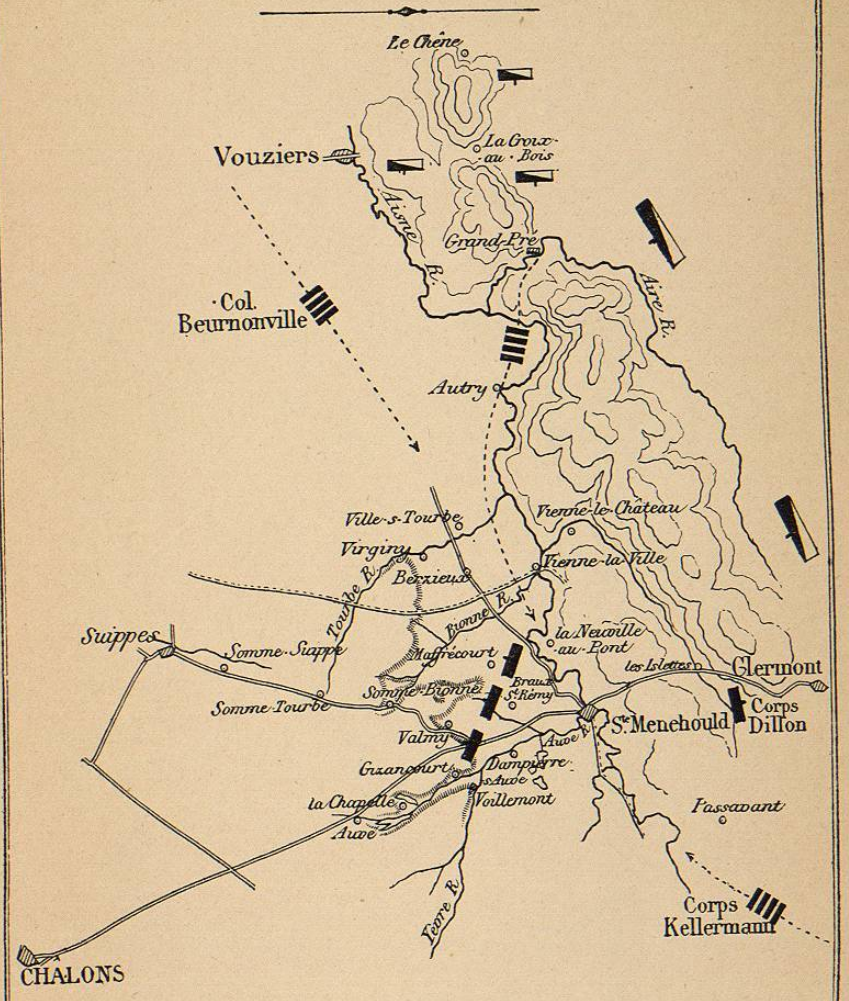 Le Chêne
La Croix-
au-Bois
Vouziers
Aisne
R.
Grand-Pré
Aire R.
Col.
Beurnonville
Autry
Ville-s-Tourbe
Vienne-le-Château
Virginy
Vienne-la-Ville
Berzieux
Tourbe R.
Bionne R.
Suippes
Somme-Suippe
la Neuville
au-Pont
Maffrécourt
les Islettes
Clermont
Somme-Bionne
Braux
St. Rémy
Somme-Tourbe
Ste. Menehould
Corps
Dillon
Valmy
Auve R.
Gizancourt
Dampierre
s. Auve
Voilemont
la Chapelle
Auve
Passavant
Yevre R.
Corps
Kellermann
CHALONS